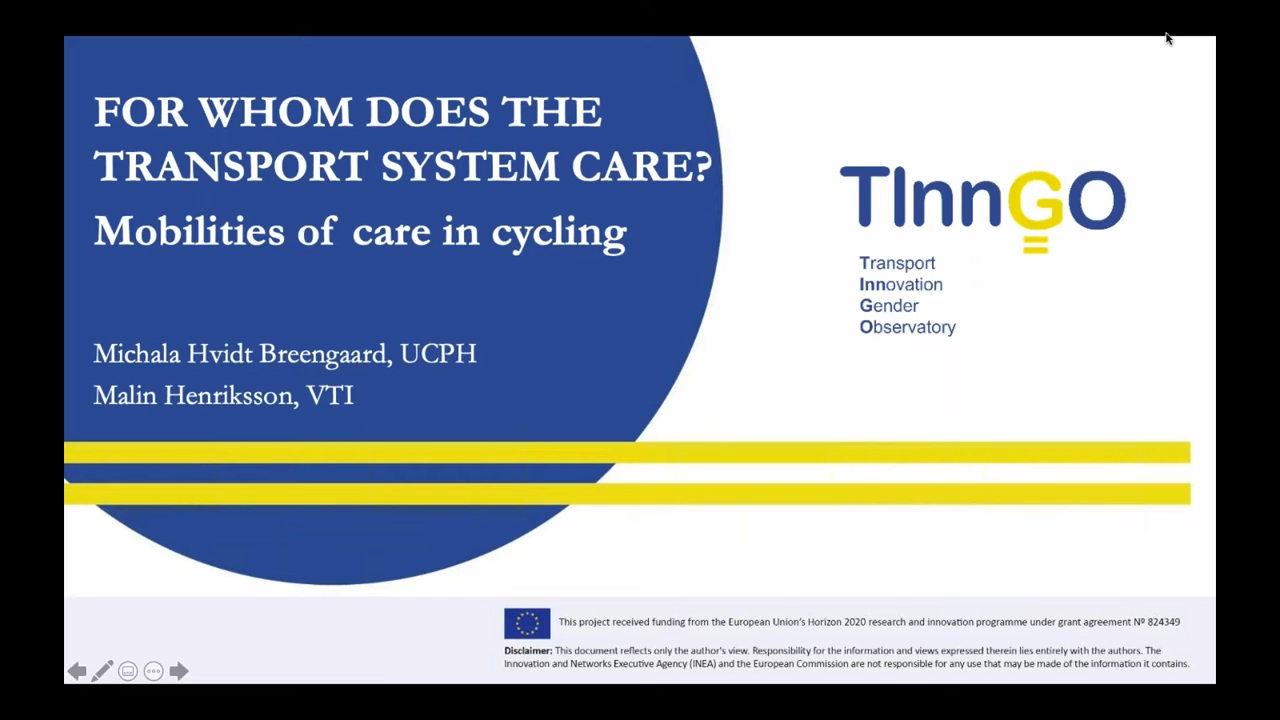 FOR WHOM DOES THE
TRANSPORT SYSTEM CARE?
Mobilities of care in cycling
Michala Hvidt Breengaard, UCPH
Malin Henriksson, VTI
TInnGO
Transport
Innovation
Gender
Observatory
This project received funding from the European Union's Horizon 2020 research and innovation programme under grant agreement Nº 824349
Disclaimer: This document reflects only the author's view. Responsibility for the information and views expressed therein lies entirely with the authors. The
Innovation and Networks Executive Agency (INEA) and the European Commission are not responsible for any use that may be made of the information it contains.